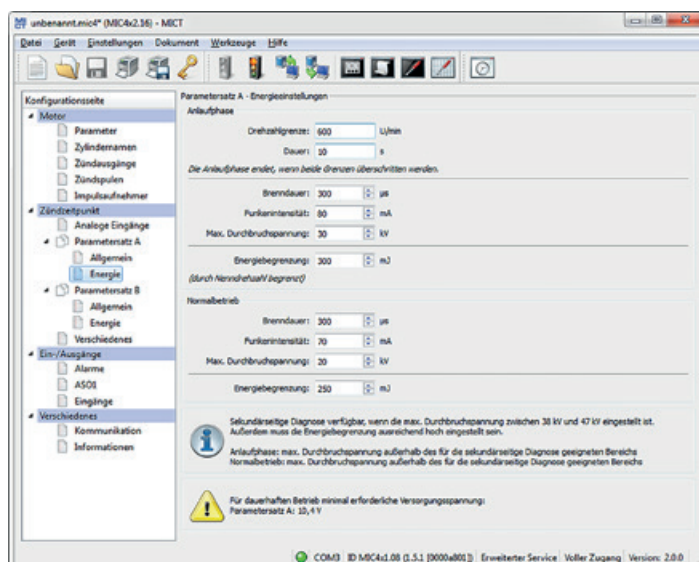 unbenannt.mic4* (MIC4x2.16) - MICT
Datei Gerät Einstellungen Dokument Werkzeuge Hilfe
Konfigurationsseite
Motor
Parameter
Zylindernamen
Zündausgänge
Zündspulen
Impulsaufnehmer
Zündzeitpunkt
Analoge Eingänge
Parametersatz A
Allgemein
Energie
Parametersatz B
Allgemein
Energie
Verschiedenes
Ein-/Ausgänge
Alarme
ASO1
Eingänge
Verschiedenes
Kommunikation
Informationen
Parametersatz A - Energieeinstellungen
Anlaufphase
Drehzahlgrenze: 600 U/min
Dauer: 10 s
Die Anlaufphase endet, wenn beide Grenzen überschritten werden.
Brenndauer: 300 µs
Funkenintensität: 80 mA
Max. Durchbruchspannung: 30 kV
Energiebegrenzung: 300 mJ
(durch Nenndrehzahl begrenzt)
Normalbetrieb
Brenndauer: 300 µs
Funkenintensität: 70 mA
Max. Durchbruchspannung: 20 kV
Energiebegrenzung: 250 mJ
Sekundärseitige Diagnose verfügbar, wenn die max. Durchbruchspannung zwischen 38 kV und 47 kV eingestellt ist.
Außerdem muss die Energiebegrenzung ausreichend hoch eingestellt sein.
Anlaufphase: max. Durchbruchspannung außerhalb des für die sekundärseitige Diagnose geeigneten Bereichs
Normalbetrieb: max. Durchbruchspannung außerhalb des für die sekundärseitige Diagnose geeigneten Bereichs
Für dauerhaften Betrieb minimal erforderliche Versorgungsspannung:
Parametersatz A: 10,4 V
COM3 ID MIC4x1.08 (1.5.1 [0000a801]) Erweiterter Service Voller Zugang Version: 2.0.0